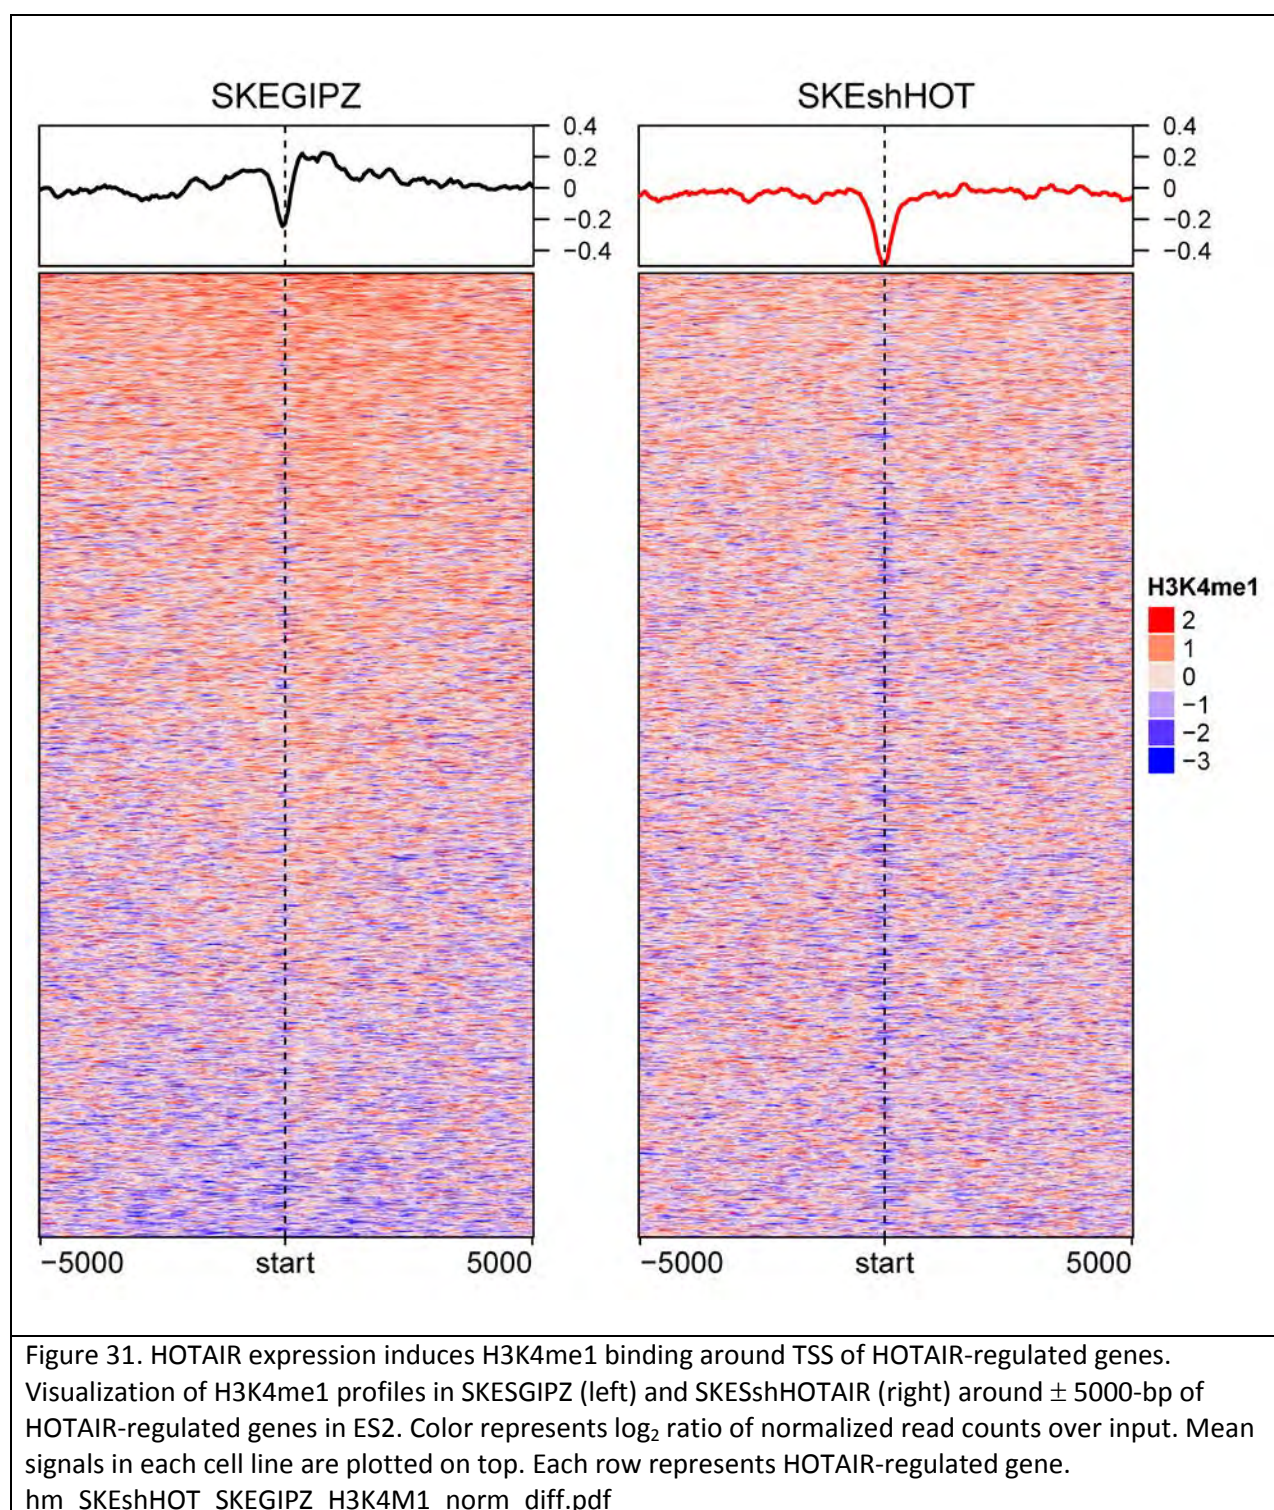 SKEGIPZ SKEshHOT
0.4 0.4
0.2 0.2
0 0
−0.2 −0.2
−0.4 −0.4
H3K4me1
2
1
0
−1
−2
−3
−5000 start 5000 −5000 start 5000
Figure 31. HOTAIR expression induces H3K4me1 binding around TSS of HOTAIR-regulated genes.
Visualization of H3K4me1 profiles in SKESGIPZ (left) and SKESshHOTAIR (right) around ± 5000-bp of
HOTAIR-regulated genes in ES2. Color represents log₂ ratio of normalized read counts over input. Mean
signals in each cell line are plotted on top. Each row represents HOTAIR-regulated gene.
hm_SKEshHOT_SKEGIPZ_H3K4M1_norm_diff.pdf